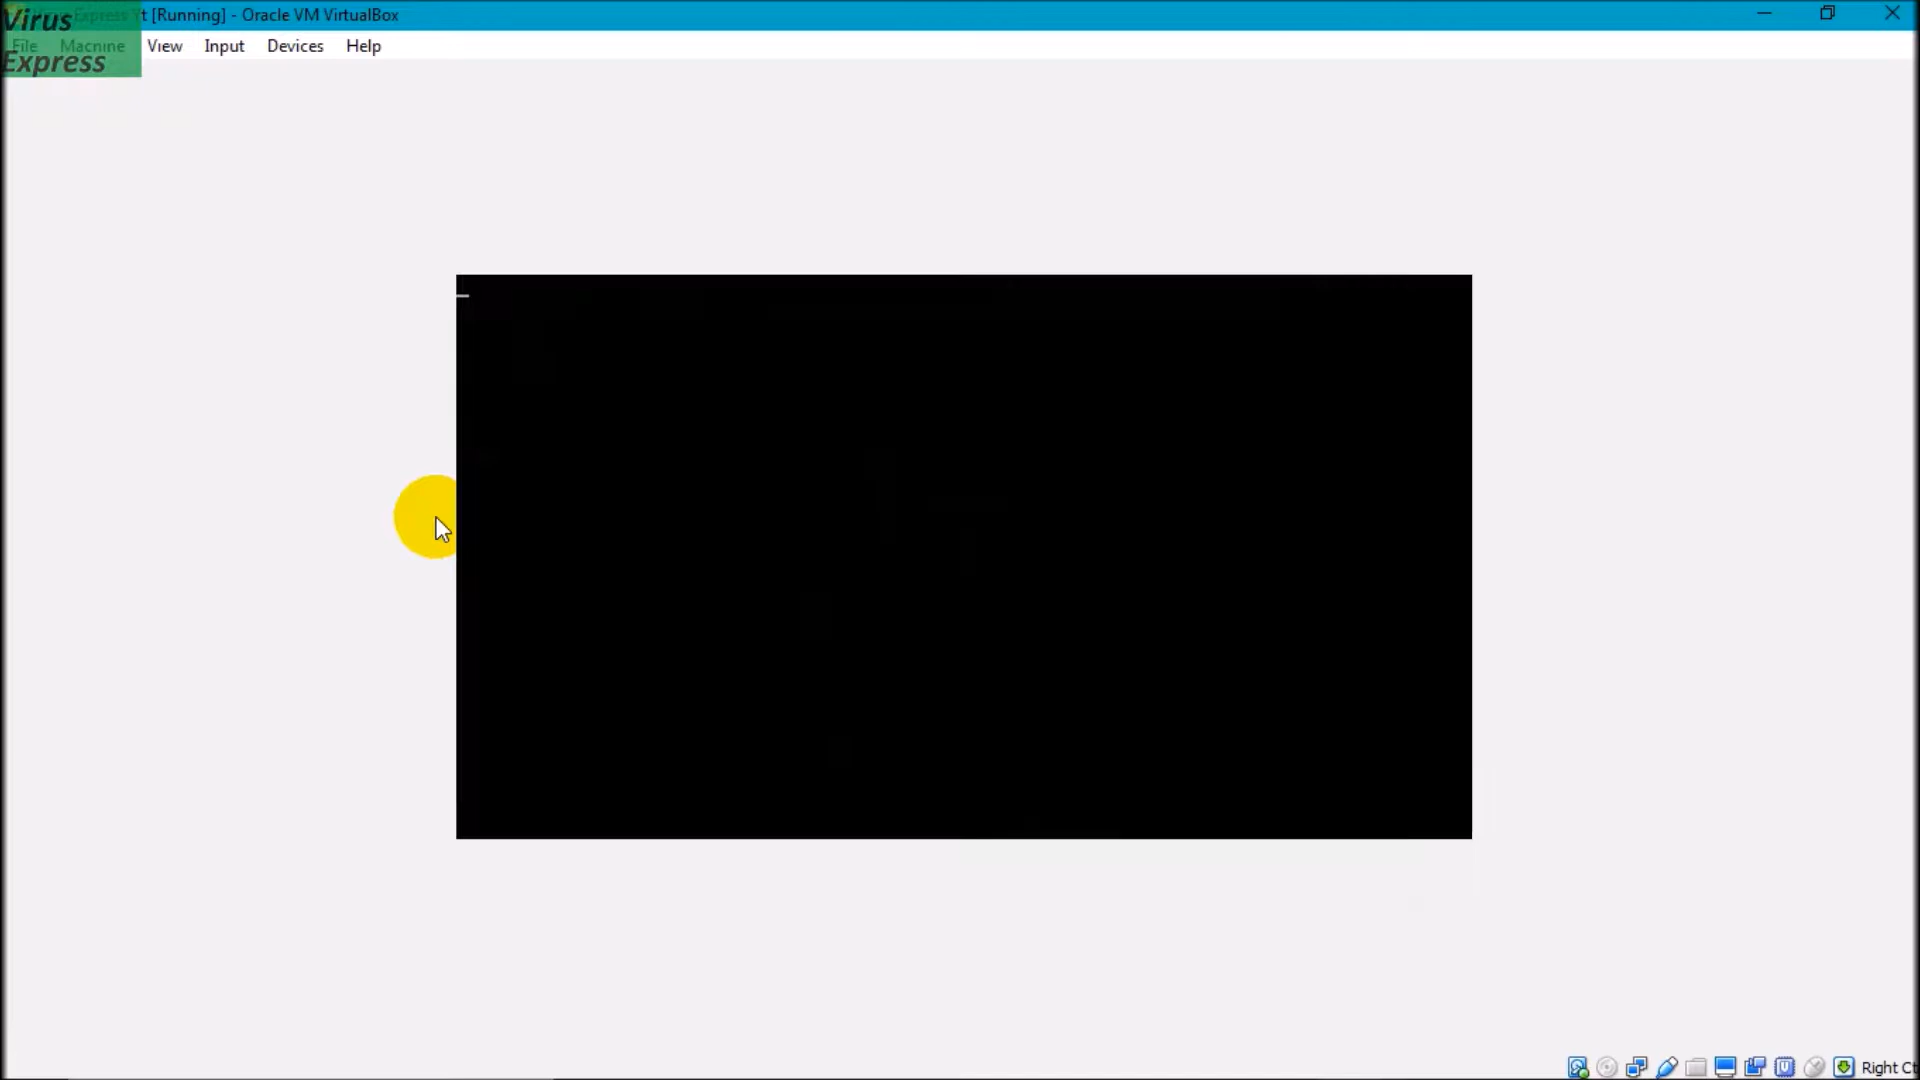 Virus
Express
t [Running] - Oracle VM VirtualBox
File Machine View Input Devices Help
Right Ct